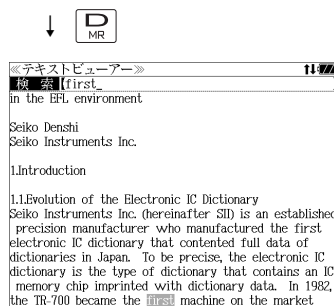 ↓ D
MR
≪テキストビューアー≫
検 索 [first_
in the EFL environment
Seiko Denshi
Seiko Instruments Inc.
1.Introduction
1.1.Evolution of the Electronic IC Dictionary
Seiko Instruments Inc. (hereinafter SII) is an established
precision manufacturer who manufactured the first
electronic IC dictionary that contented full data of
dictionaries in Japan. To be precise, the electronic IC
dictionary is the type of dictionary that contains an IC
memory chip imprinted with dictionary data. In 1982,
the TR-700 became the first machine on the market